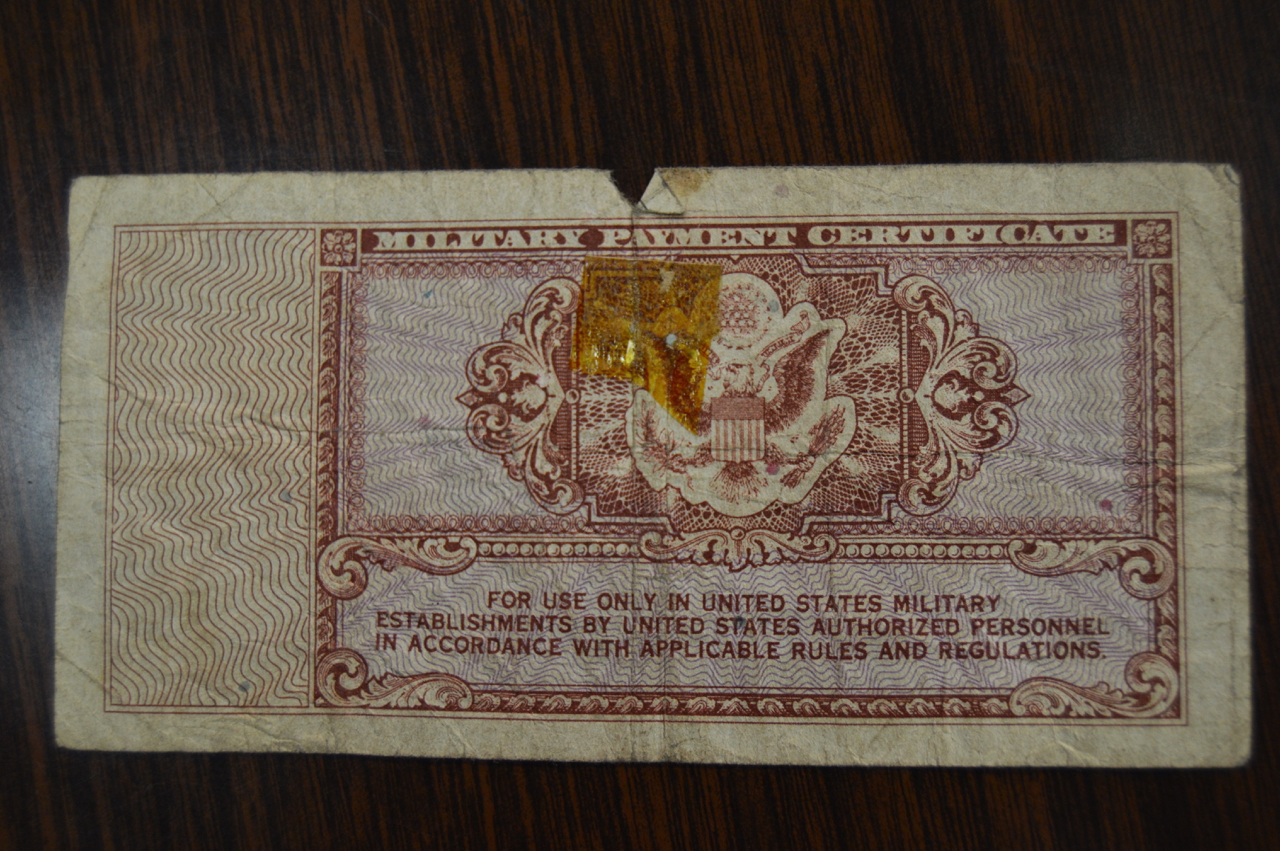 MILITARY PAYMENT CERTIFICATE
FOR USE ONLY IN UNITED STATES MILITARY
ESTABLISHMENTS BY UNITED STATES AUTHORIZED PERSONNEL
IN ACCORDANCE WITH APPLICABLE RULES AND REGULATIONS.